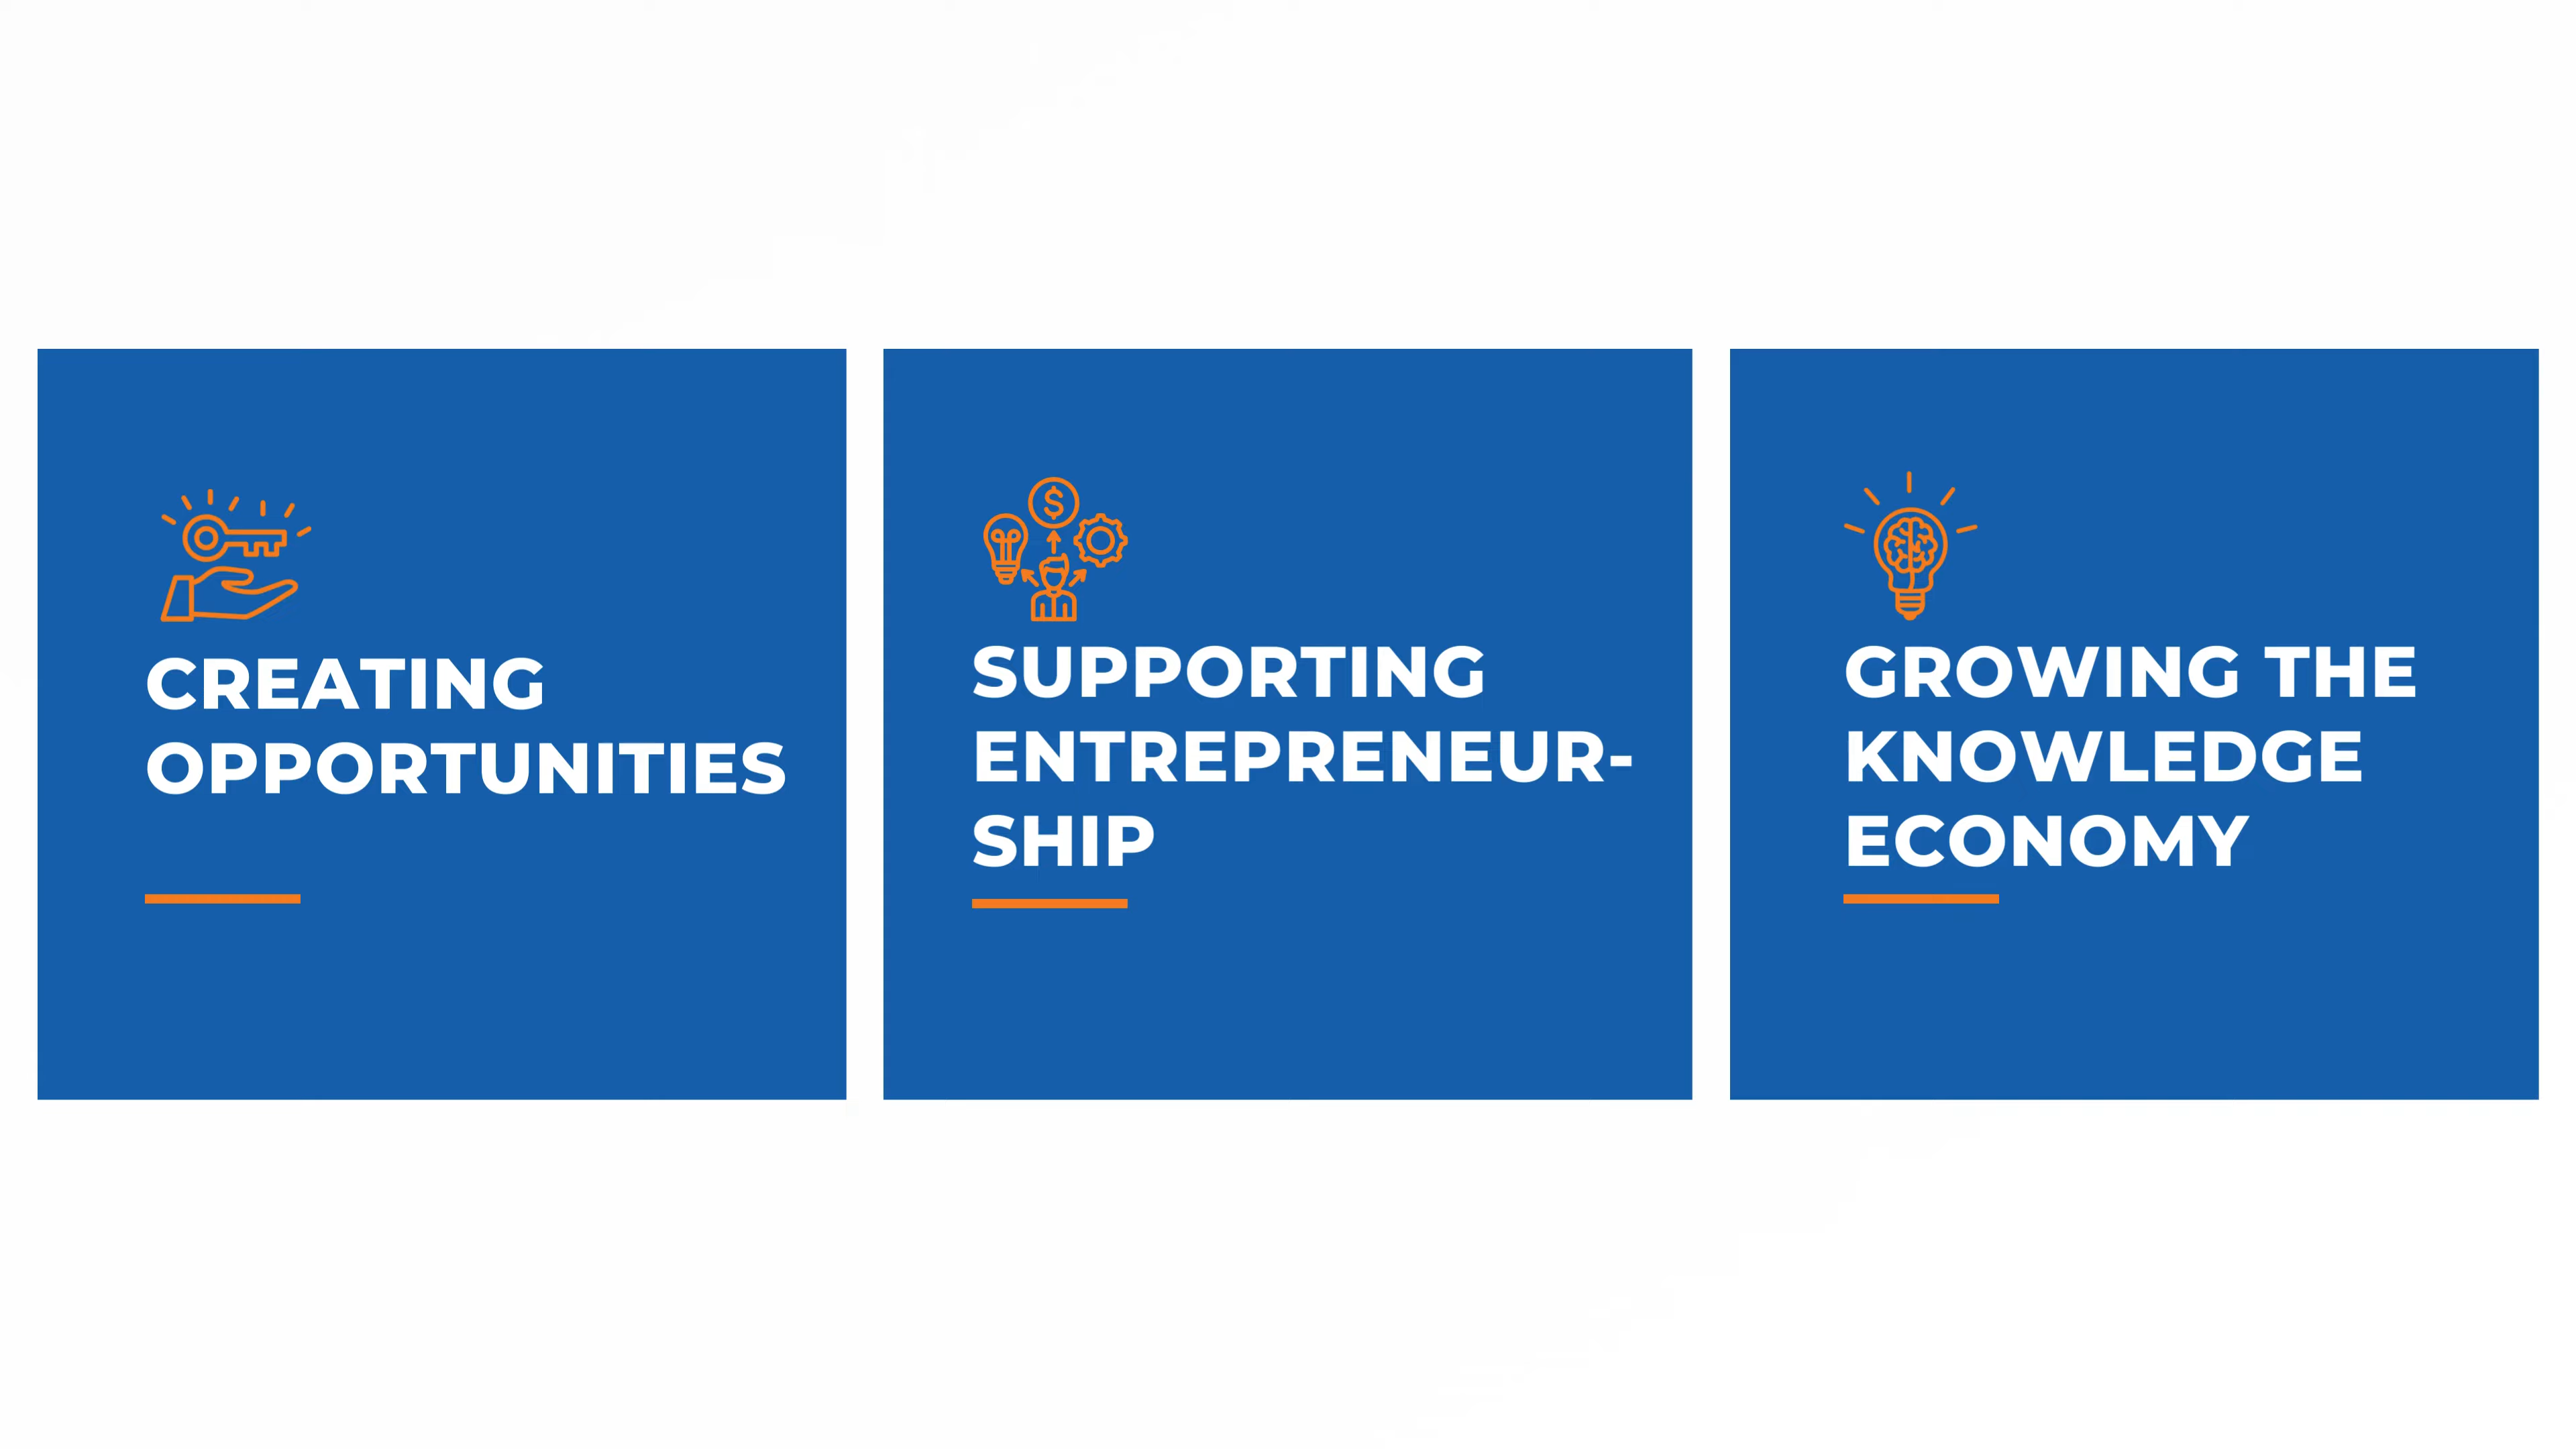 CREATING
OPPORTUNITIES
$
SUPPORTING
ENTREPRENEUR-
SHIP
GROWING THE
KNOWLEDGE
ECONOMY